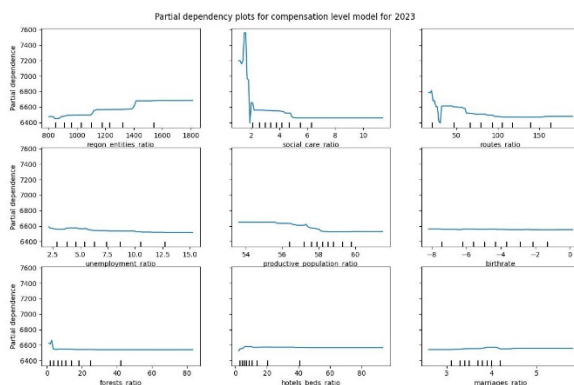 Partial dependency plots for compensation level model for 2023
Partial dependence
7600
7400
7200
7000
6800
6600
6400
800 1000 1200 1400 1600 1800
regon_entities_ratio
2 4 6 8 10
social_care_ratio
50 100 150
routes_ratio
Partial dependence
7600
7400
7200
7000
6800
6600
6400
2.5 5.0 7.5 10.0 12.5 15.0
unemployment_ratio
54 56 58 60
productive_population_ratio
−8 −6 −4 −2 0
birthrate
Partial dependence
7600
7400
7200
7000
6800
6600
6400
0 20 40 60 80
forests_ratio
0 20 40 60 80
hotels_beds_ratio
3 4 5
marriages_ratio